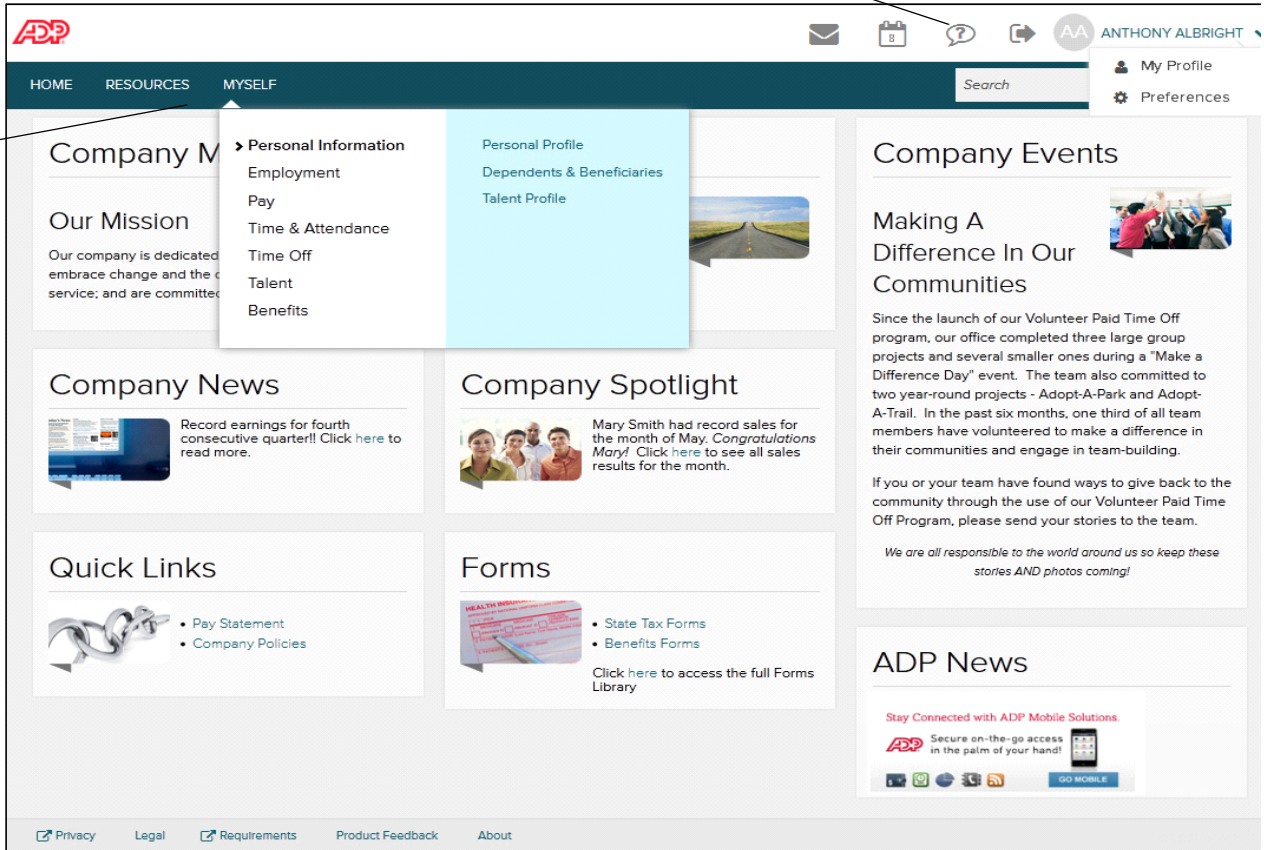 ADP
8
?
AA
ANTHONY ALBRIGHT
My Profile
Preferences
HOME
RESOURCES
MYSELF
Search
Personal Information
Employment
Pay
Time & Attendance
Time Off
Talent
Benefits
Personal Profile
Dependents & Beneficiaries
Talent Profile
Company M
Our Mission
Our company is dedicated
embrace change and the
service; and are committed
Company News
Record earnings for fourth
consecutive quarter!! Click here to
read more.
Company Spotlight
Mary Smith had record sales for
the month of May. Congratulations
Mary! Click here to see all sales
results for the month.
Quick Links
• Pay Statement
• Company Policies
Forms
HEALTH INSURAN
• State Tax Forms
• Benefits Forms
Click here to access the full Forms
Library
Company Events
Making A
Difference In Our
Communities
Since the launch of our Volunteer Paid Time Off
program, our office completed three large group
projects and several smaller ones during a "Make a
Difference Day" event. The team also committed to
two year-round projects - Adopt-A-Park and Adopt-
A-Trail. In the past six months, one third of all team
members have volunteered to make a difference in
their communities and engage in team-building.
If you or your team have found ways to give back to the
community through the use of our Volunteer Paid Time
Off Program, please send your stories to the team.
We are all responsible to the world around us so keep these
stories AND photos coming!
ADP News
Stay Connected with ADP Mobile Solutions.
ADP
Secure on-the-go access
in the palm of your hand!
GO MOBILE
Privacy
Legal
Requirements
Product Feedback
About